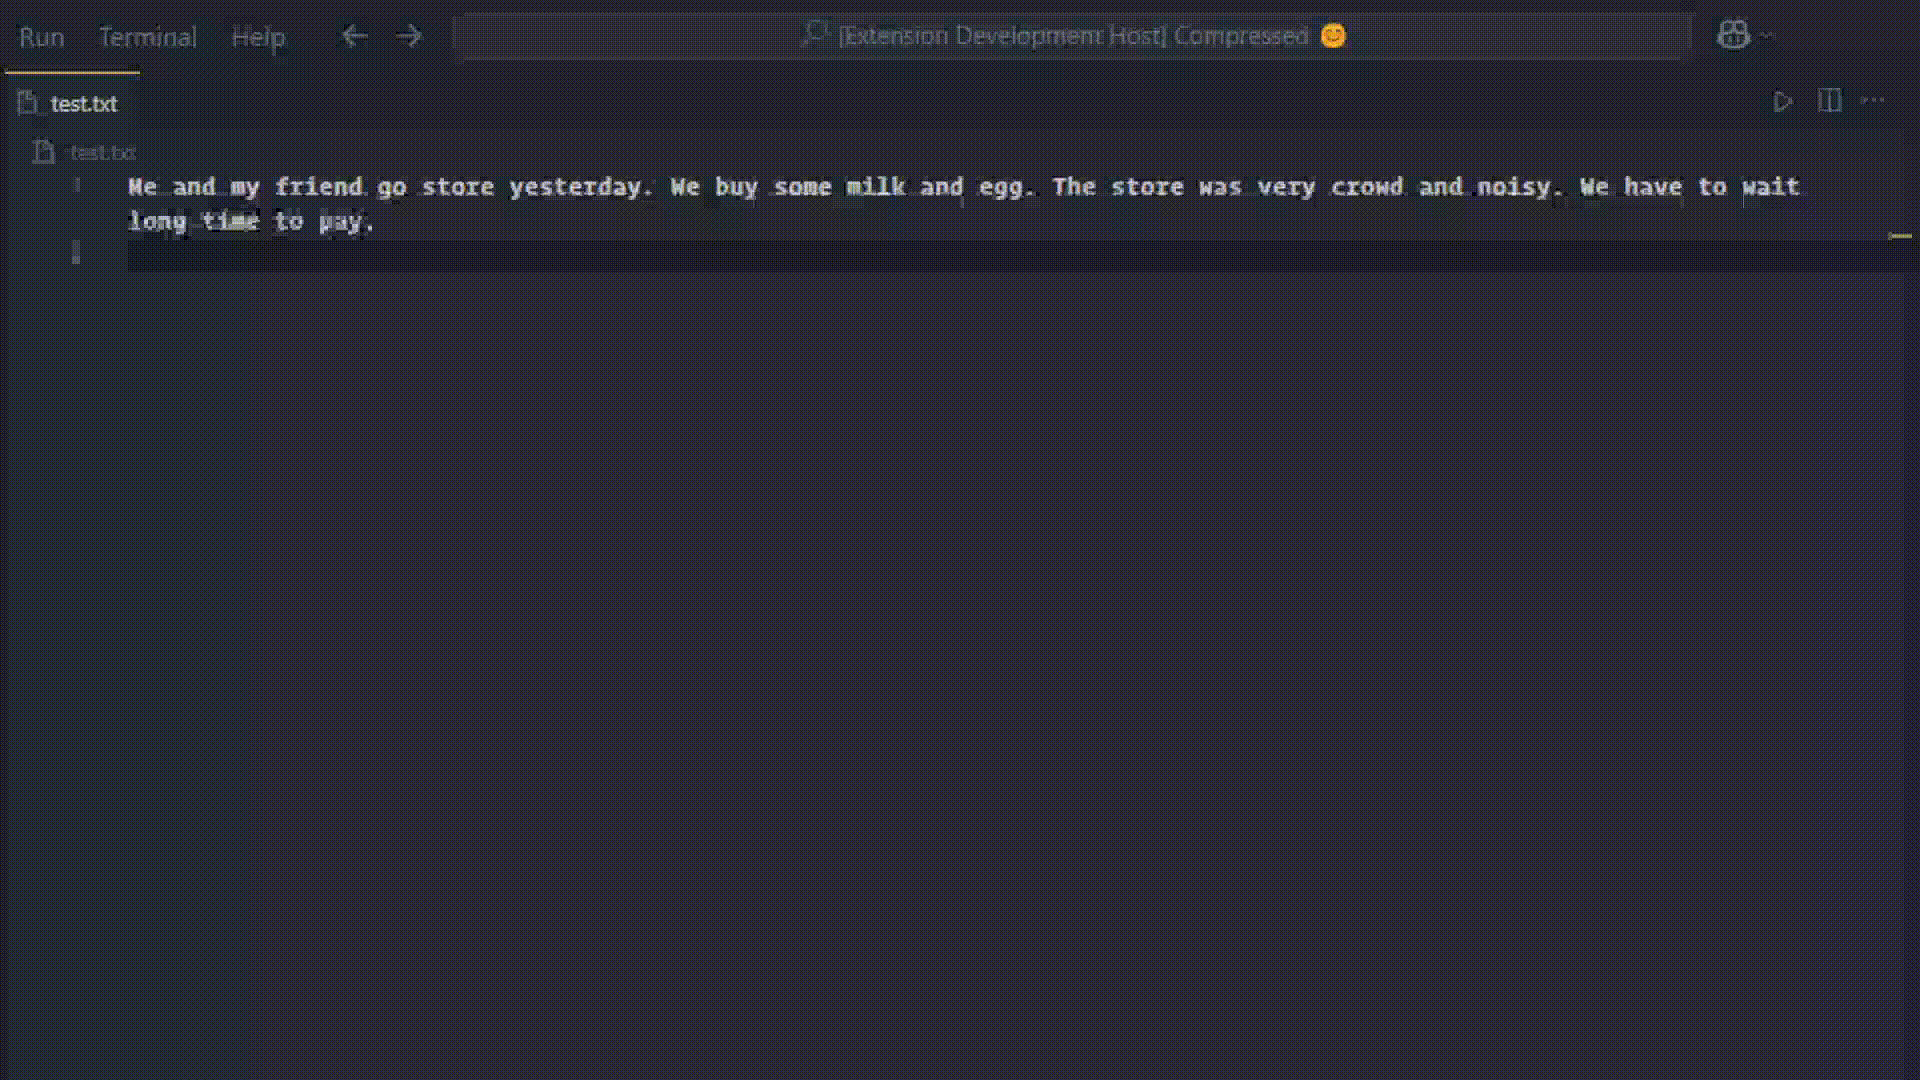 Run Terminal Help [Extension Development Host] Compressed 😊
test.txt
test.txt
1
Me and my friend go store yesterday. We buy some milk and egg. The store was very crowd and noisy. We have to wait
long time to pay.